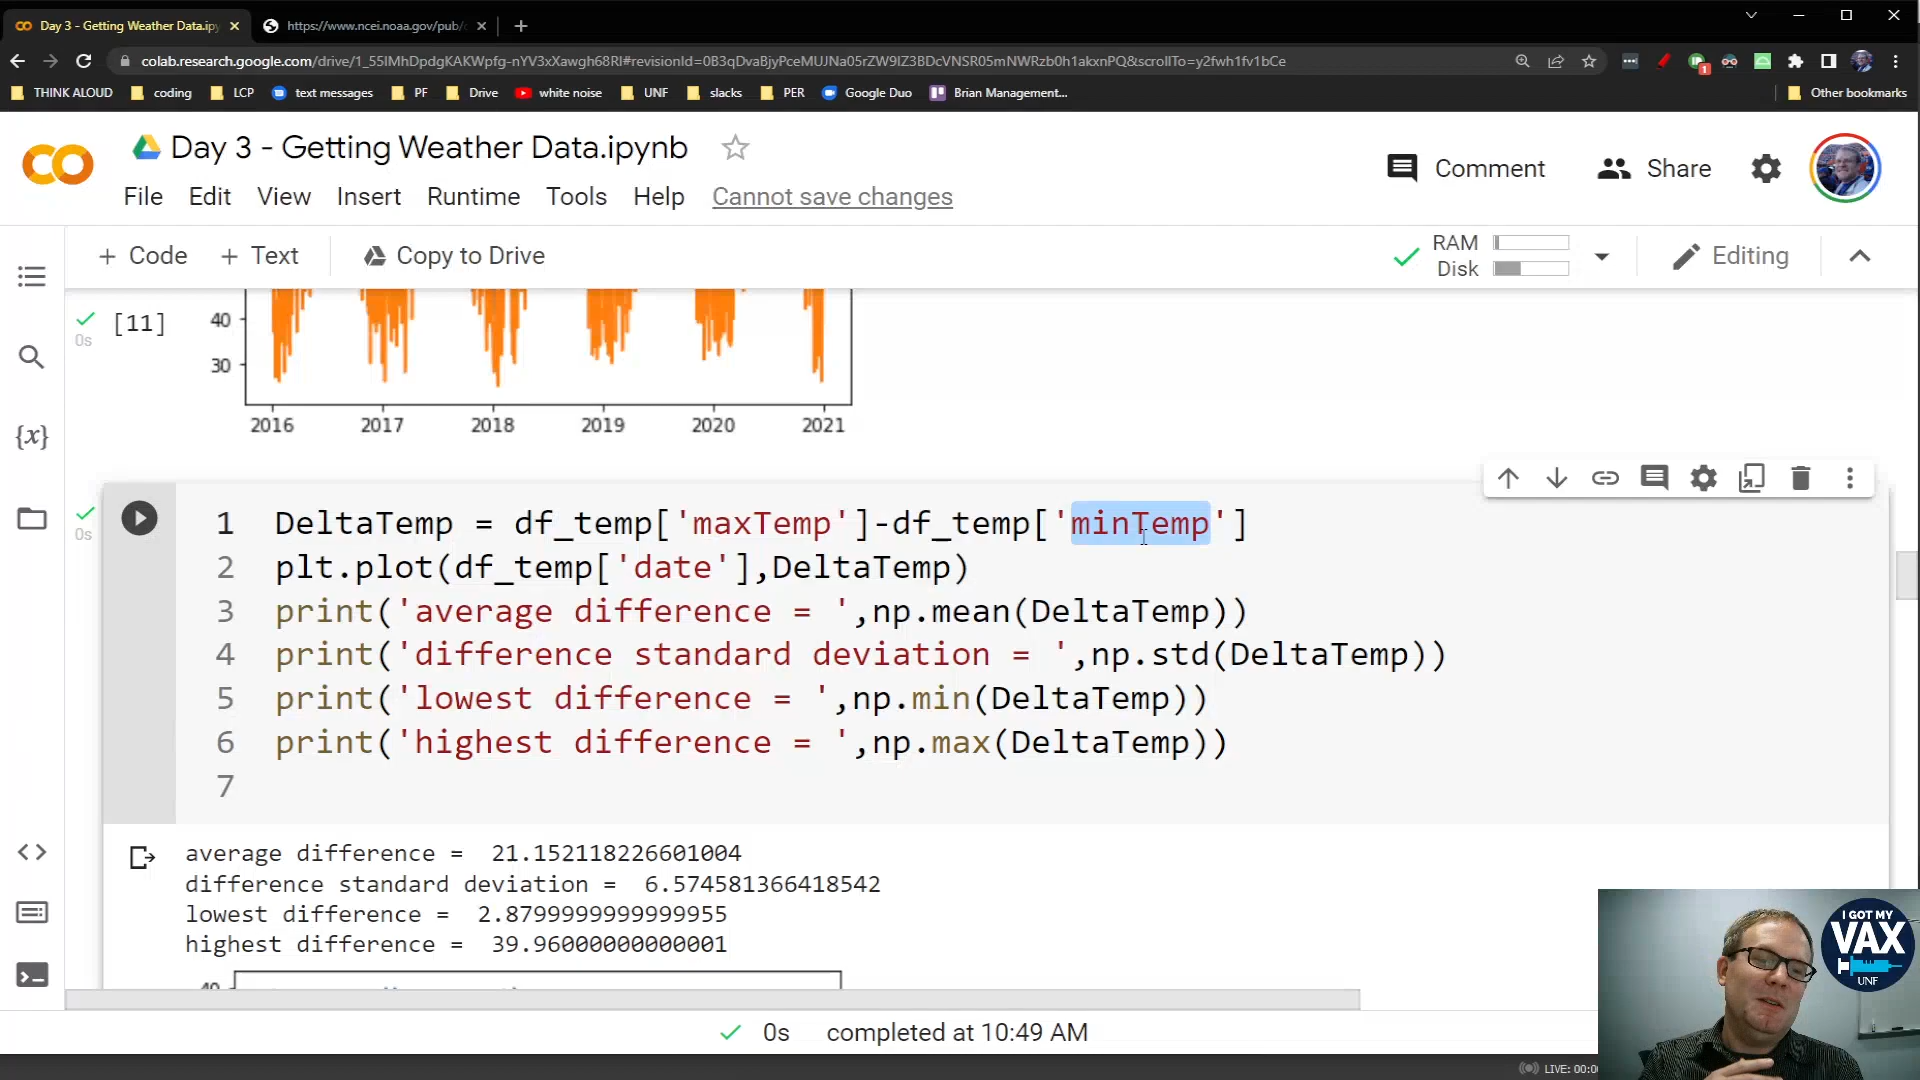 Day 3 - Getting Weather Data.ipy
https://www.ncei.noaa.gov/pub/
colab.research.google.com/drive/1_55IMhDpdgKAKWpfg-nYV3xXawgh68RI#revisionId=0B3qDvaBjyPceMUJNa05rZW9IZ3BDcVNSR05mNWRzb0h1akxnPQ&scrollTo=y2fwh1fv1bCe
1
THINK ALOUD coding LCP text messages PF Drive white noise UNF slacks PER Google Duo Brian Management... Other bookmarks
Day 3 - Getting Weather Data.ipynb
Comment Share
File Edit View Insert Runtime Tools Help Cannot save changes
+ Code + Text Copy to Drive
RAM
Disk
Editing
[11]
0s
40
30
2016 2017 2018 2019 2020 2021
{x}
0s
1 DeltaTemp = df_temp['maxTemp']-df_temp['minTemp']
2 plt.plot(df_temp['date'],DeltaTemp)
3 print('average difference = ',np.mean(DeltaTemp))
4 print('difference standard deviation = ',np.std(DeltaTemp))
5 print('lowest difference = ',np.min(DeltaTemp))
6 print('highest difference = ',np.max(DeltaTemp))
7
average difference =  21.152118226601004
difference standard deviation =  6.574581366418542
lowest difference =  2.8799999999999955
highest difference =  39.96000000000001
40
0s completed at 10:49 AM
I GOT MY
VAX
UNF
LIVE: 00:0